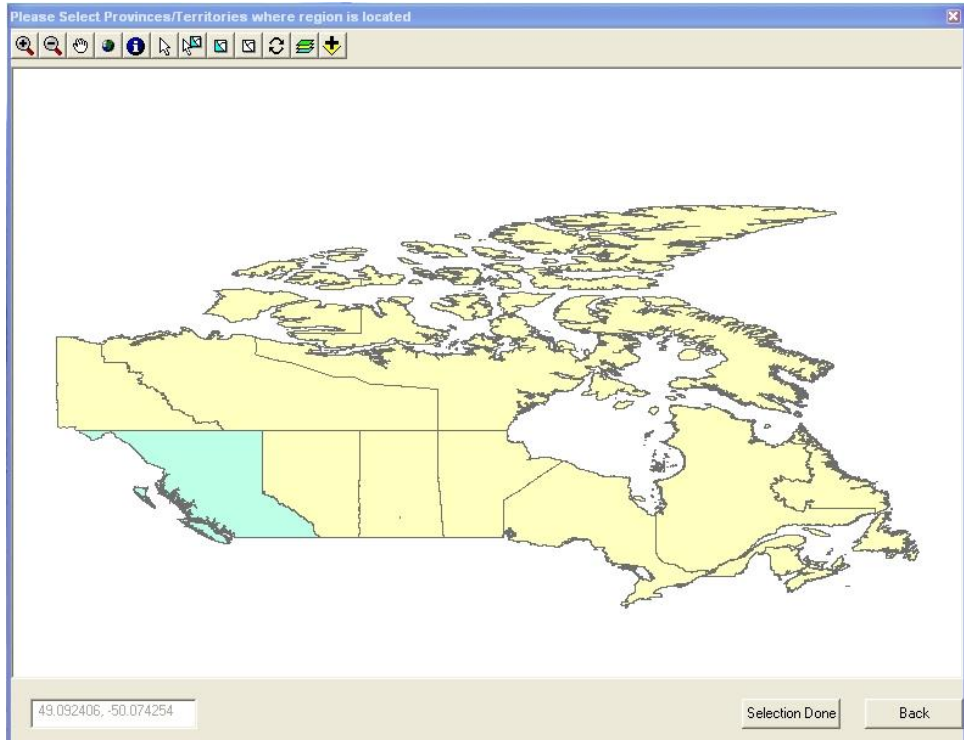 Please Select Provinces/Territories where region is located
49.092406, -50.074254
Selection Done
Back